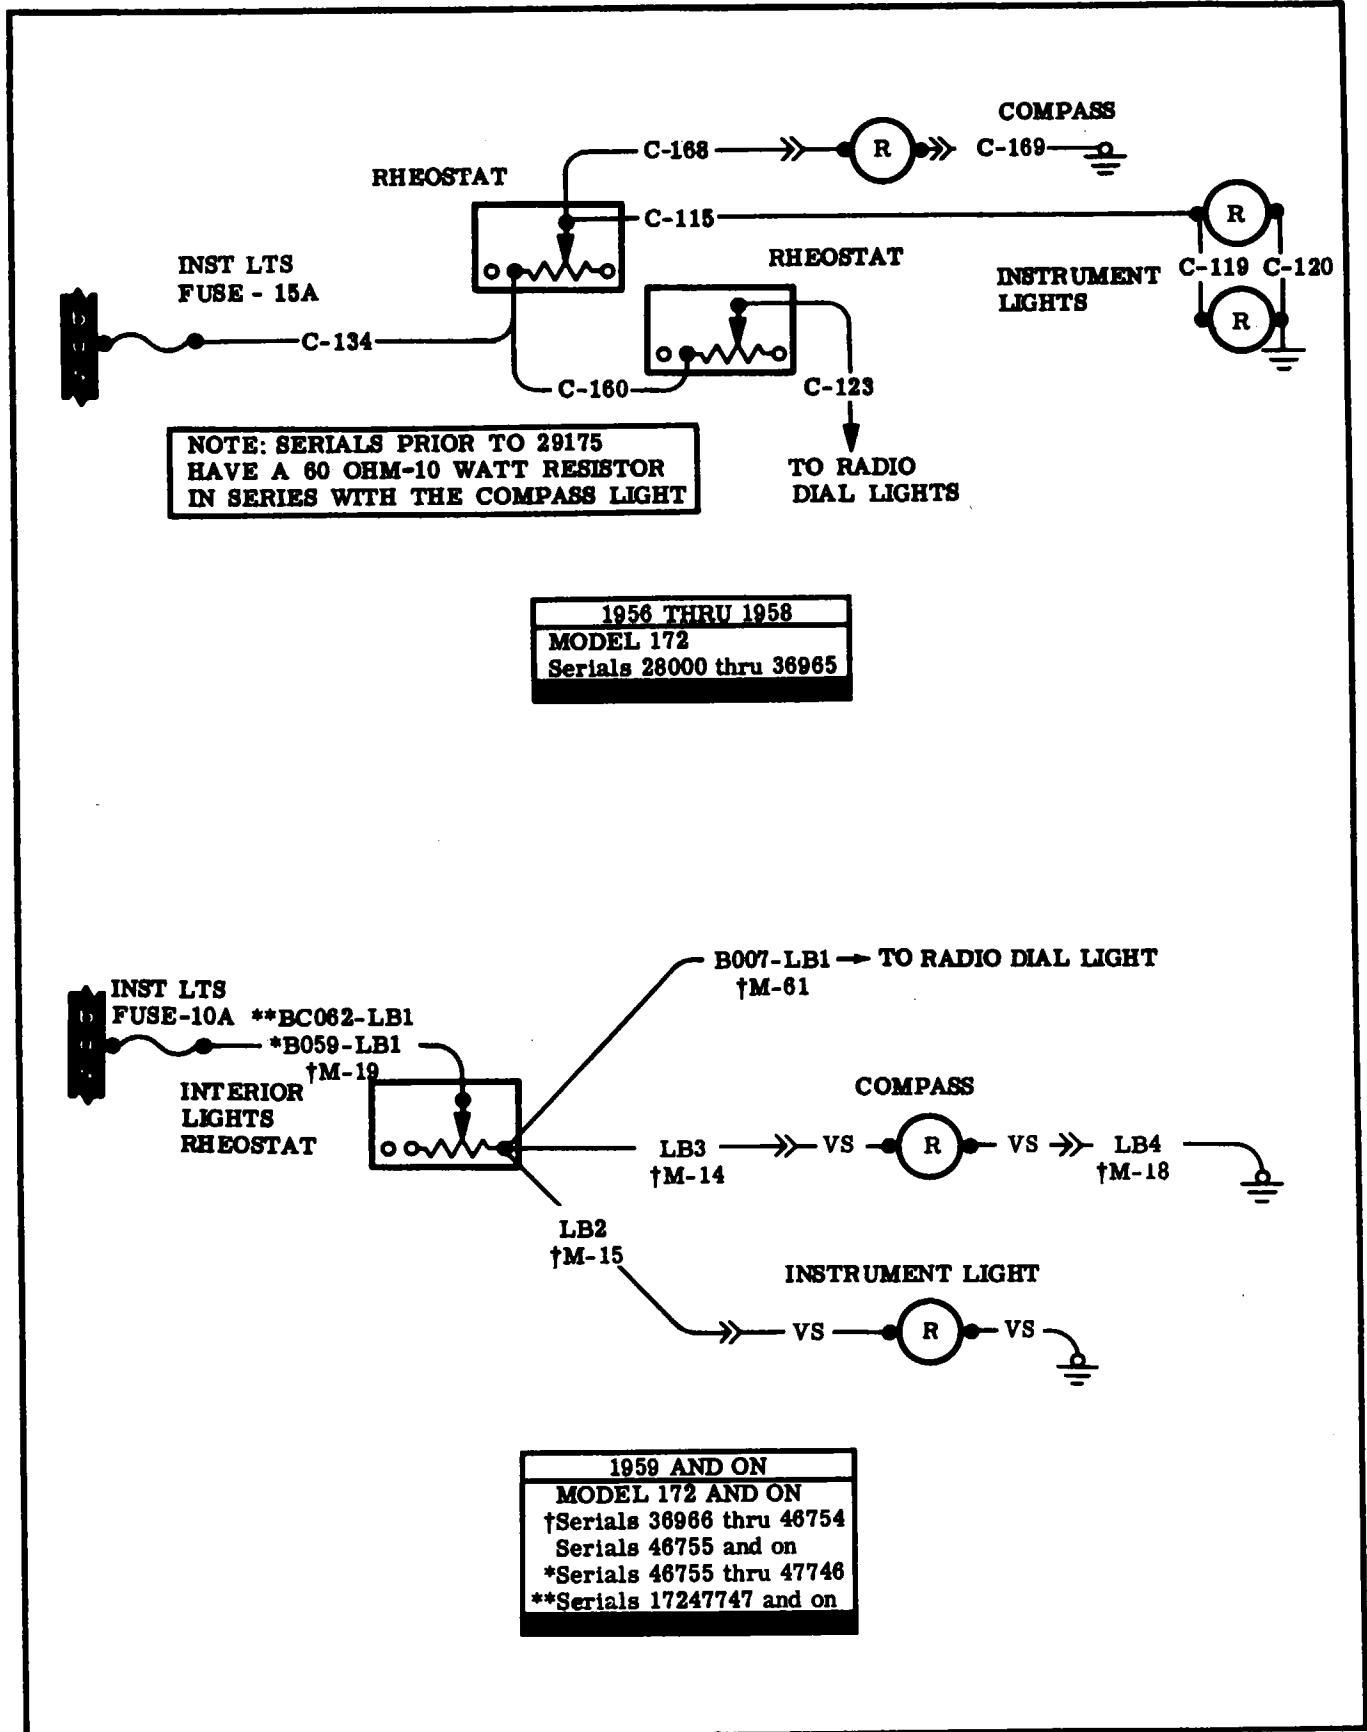 COMPASS
C-168
R
C-169
RHEOSTAT
C-115
R
RHEOSTAT
INST LTS
FUSE - 15A
INSTRUMENT
LIGHTS
C-119 C-120
R
C-134
C-160
C-123
NOTE: SERIALS PRIOR TO 29175
HAVE A 60 OHM-10 WATT RESISTOR
IN SERIES WITH THE COMPASS LIGHT
TO RADIO
DIAL LIGHTS
1956 THRU 1958
MODEL 172
Serials 28000 thru 36965
B007-LB1
TO RADIO DIAL LIGHT
†M-61
INST LTS
FUSE-10A
**BC062-LB1
*B059-LB1
†M-19
INTERIOR
LIGHTS
RHEOSTAT
COMPASS
LB3
†M-14
VS
R
VS
LB4
†M-18
LB2
†M-15
INSTRUMENT LIGHT
VS
R
VS
1959 AND ON
MODEL 172 AND ON
†Serials 36966 thru 46754
Serials 46755 and on
*Serials 46755 thru 47746
**Serials 17247747 and on